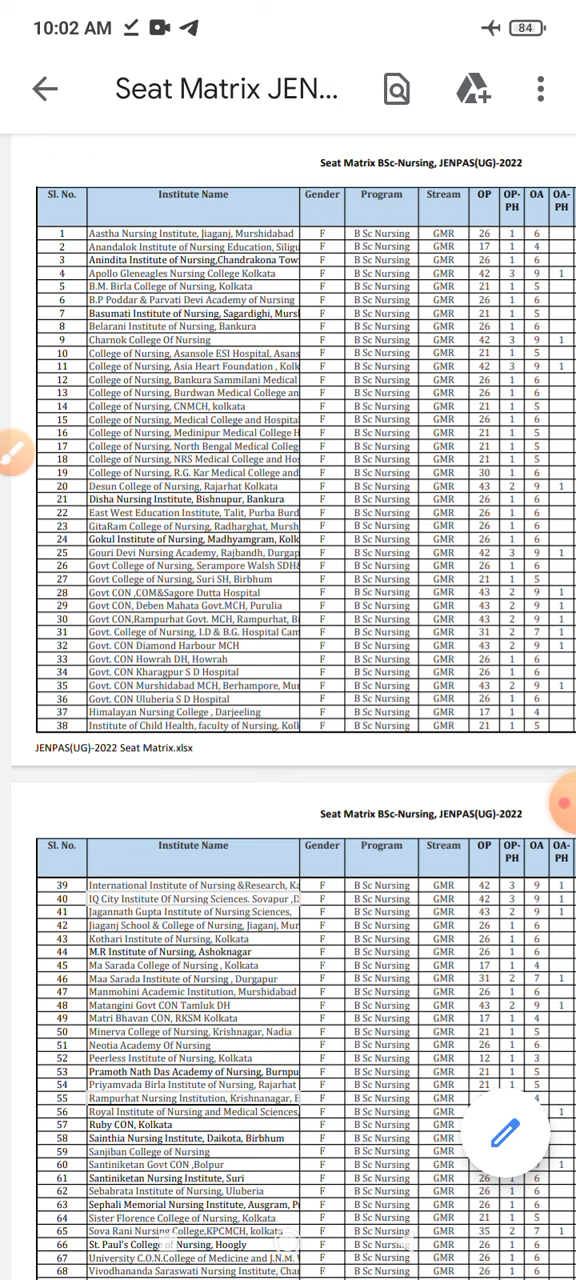 10:02 AM 84
Seat Matrix JEN...
Seat Matrix BSc-Nursing, JENPAS(UG)-2022
Sl. No. Institute Name Gender Program Stream OP OP-PH OA OA-PH
1 Aastha Nursing Institute, Jiaganj, Murshidabad F B Sc Nursing GMR 26 1 6
2 Anandalok Institute of Nursing Education, Siligu F B Sc Nursing GMR 17 1 4
3 Anindita Institute of Nursing,Chandrakona Tow F B Sc Nursing GMR 26 1 6
4 Apollo Gleneagles Nursing College Kolkata F B Sc Nursing GMR 42 3 9 1
5 B.M. Birla College of Nursing, Kolkata F B Sc Nursing GMR 21 1 5
6 B.P Poddar & Parvati Devi Academy of Nursing F B Sc Nursing GMR 26 1 6
7 Basumati Institute of Nursing, Sagardighi, Mursl F B Sc Nursing GMR 21 1 5
8 Belarani Institute of Nursing, Bankura F B Sc Nursing GMR 26 1 6
9 Charnok College Of Nursing F B Sc Nursing GMR 42 3 9 1
10 College of Nursing, Asansole ESI Hospital, Asans F B Sc Nursing GMR 21 1 5
11 College of Nursing, Asia Heart Foundation , Kolk F B Sc Nursing GMR 42 3 9 1
12 College of Nursing, Bankura Sammilani Medical F B Sc Nursing GMR 26 1 6
13 College of Nursing, Burdwan Medical College an F B Sc Nursing GMR 26 1 6
14 College of Nursing, CNMCH, kolkata F B Sc Nursing GMR 21 1 5
15 College of Nursing, Medical College and Hospita F B Sc Nursing GMR 26 1 6
16 College of Nursing, Medinipur Medical College H F B Sc Nursing GMR 21 1 5
17 College of Nursing, North Bengal Medical Colleg F B Sc Nursing GMR 21 1 5
18 College of Nursing, NRS Medical College and Hos F B Sc Nursing GMR 21 1 5
19 College of Nursing, R.G. Kar Medical College and F B Sc Nursing GMR 30 1 6
20 Desun College of Nursing, Rajarhat Kolkata F B Sc Nursing GMR 43 2 9 1
21 Disha Nursing Institute, Bishnupur, Bankura F B Sc Nursing GMR 26 1 6
22 East West Education Institute, Talit, Purba Burd F B Sc Nursing GMR 26 1 6
23 GitaRam College of Nursing, Radharghat, Mursh F B Sc Nursing GMR 26 1 6
24 Gokul Institute of Nursing, Madhyamgram, Kolk F B Sc Nursing GMR 26 1 6
25 Gouri Devi Nursing Academy, Rajbandh, Durgap F B Sc Nursing GMR 42 3 9 1
26 Govt College of Nursing, Serampore Walsh SDH& F B Sc Nursing GMR 26 1 6
27 Govt College of Nursing, Suri SH, Birbhum F B Sc Nursing GMR 21 1 5
28 Govt CON ,COM&Sagore Dutta Hospital F B Sc Nursing GMR 43 2 9 1
29 Govt CON, Deben Mahata Govt.MCH, Purulia F B Sc Nursing GMR 43 2 9 1
30 Govt CON,Rampurhat Govt. MCH, Rampurhat, B F B Sc Nursing GMR 43 2 9 1
31 Govt. College of Nursing, I.D & B.G. Hospital Cam F B Sc Nursing GMR 31 2 7 1
32 Govt. CON Diamond Harbour MCH F B Sc Nursing GMR 43 2 9 1
33 Govt. CON Howrah DH, Howrah F B Sc Nursing GMR 26 1 6
34 Govt. CON Kharagpur S D Hospital F B Sc Nursing GMR 26 1 6
35 Govt. CON Murshidabad MCH, Berhampore, Mu F B Sc Nursing GMR 43 2 9 1
36 Govt. CON Uluberia S D Hospital F B Sc Nursing GMR 26 1 6
37 Himalayan Nursing College , Darjeeling F B Sc Nursing GMR 17 1 4
38 Institute of Child Health, faculty of Nursing, Kolk F B Sc Nursing GMR 21 1 5
JENPAS(UG)-2022 Seat Matrix.xlsx
Seat Matrix BSc-Nursing, JENPAS(UG)-2022
Sl. No. Institute Name Gender Program Stream OP OP-PH OA OA-PH
39 International Institute of Nursing &Research, Ka F B Sc Nursing GMR 42 3 9 1
40 IQ City Institute Of Nursing Sciences. Sovapur ,D F B Sc Nursing GMR 42 3 9 1
41 Jagannath Gupta Institute of Nursing Sciences, F B Sc Nursing GMR 43 2 9 1
42 Jiaganj School & College of Nursing, Jiaganj, Mur F B Sc Nursing GMR 26 1 6
43 Kothari Institute of Nursing, Kolkata F B Sc Nursing GMR 26 1 6
44 M.R Institute of Nursing, Ashoknagar F B Sc Nursing GMR 26 1 6
45 Ma Sarada College of Nursing , Kolkata F B Sc Nursing GMR 17 1 4
46 Maa Sarada Institute of Nursing , Durgapur F B Sc Nursing GMR 31 2 7 1
47 Manmohini Academic Institution, Murshidabad F B Sc Nursing GMR 26 1 6
48 Matangini Govt CON Tamluk DH F B Sc Nursing GMR 43 2 9 1
49 Matri Bhavan CON, RKSM Kolkata F B Sc Nursing GMR 17 1 4
50 Minerva College of Nursing, Krishnagar, Nadia F B Sc Nursing GMR 21 1 5
51 Neotia Academy Of Nursing F B Sc Nursing GMR 26 1 6
52 Peerless Institute of Nursing, Kolkata F B Sc Nursing GMR 12 1 3
53 Pramoth Nath Das Academy of Nursing, Burnpu F B Sc Nursing GMR 21 1 5
54 Priyamvada Birla Institute of Nursing, Rajarhat F B Sc Nursing GMR 21 1 5
55 Rampurhat Nursing Institution, Krishnanagar, F B Sc Nursing GMR 4
56 Royal Institute of Nursing and Medical Sciences, F B Sc Nursing GMR 1
57 Ruby CON, Kolkata F B Sc Nursing GMR
58 Sainthia Nursing Institute, Daikota, Birbhum F B Sc Nursing GMR
59 Sanjiban College of Nursing F B Sc Nursing GMR
60 Santiniketan Govt CON ,Bolpur F B Sc Nursing GMR 1
61 Santiniketan Nursing Institute, Suri F B Sc Nursing GMR 26 1 6
62 Sebabrata Institute of Nursing, Uluberia F B Sc Nursing GMR 26 1 6
63 Sephali Memorial Nursing Institute, Ausgram, P F B Sc Nursing GMR 26 1 6
64 Sister Florence College of Nursing, Kolkata F B Sc Nursing GMR 21 1 5
65 Sova Rani Nursing College,KPCMCH, kolkata F B Sc Nursing GMR 35 2 7 1
66 St. Paul's College of Nursing, Hoogly F B Sc Nursing GMR 26 1 6
67 University C.O.N.College of Medicine and J.N.M. F B Sc Nursing GMR 26 1 6
68 Vivodhananda Saraswati Nursing Institute, Cha F B Sc Nursing GMR 26 1 6